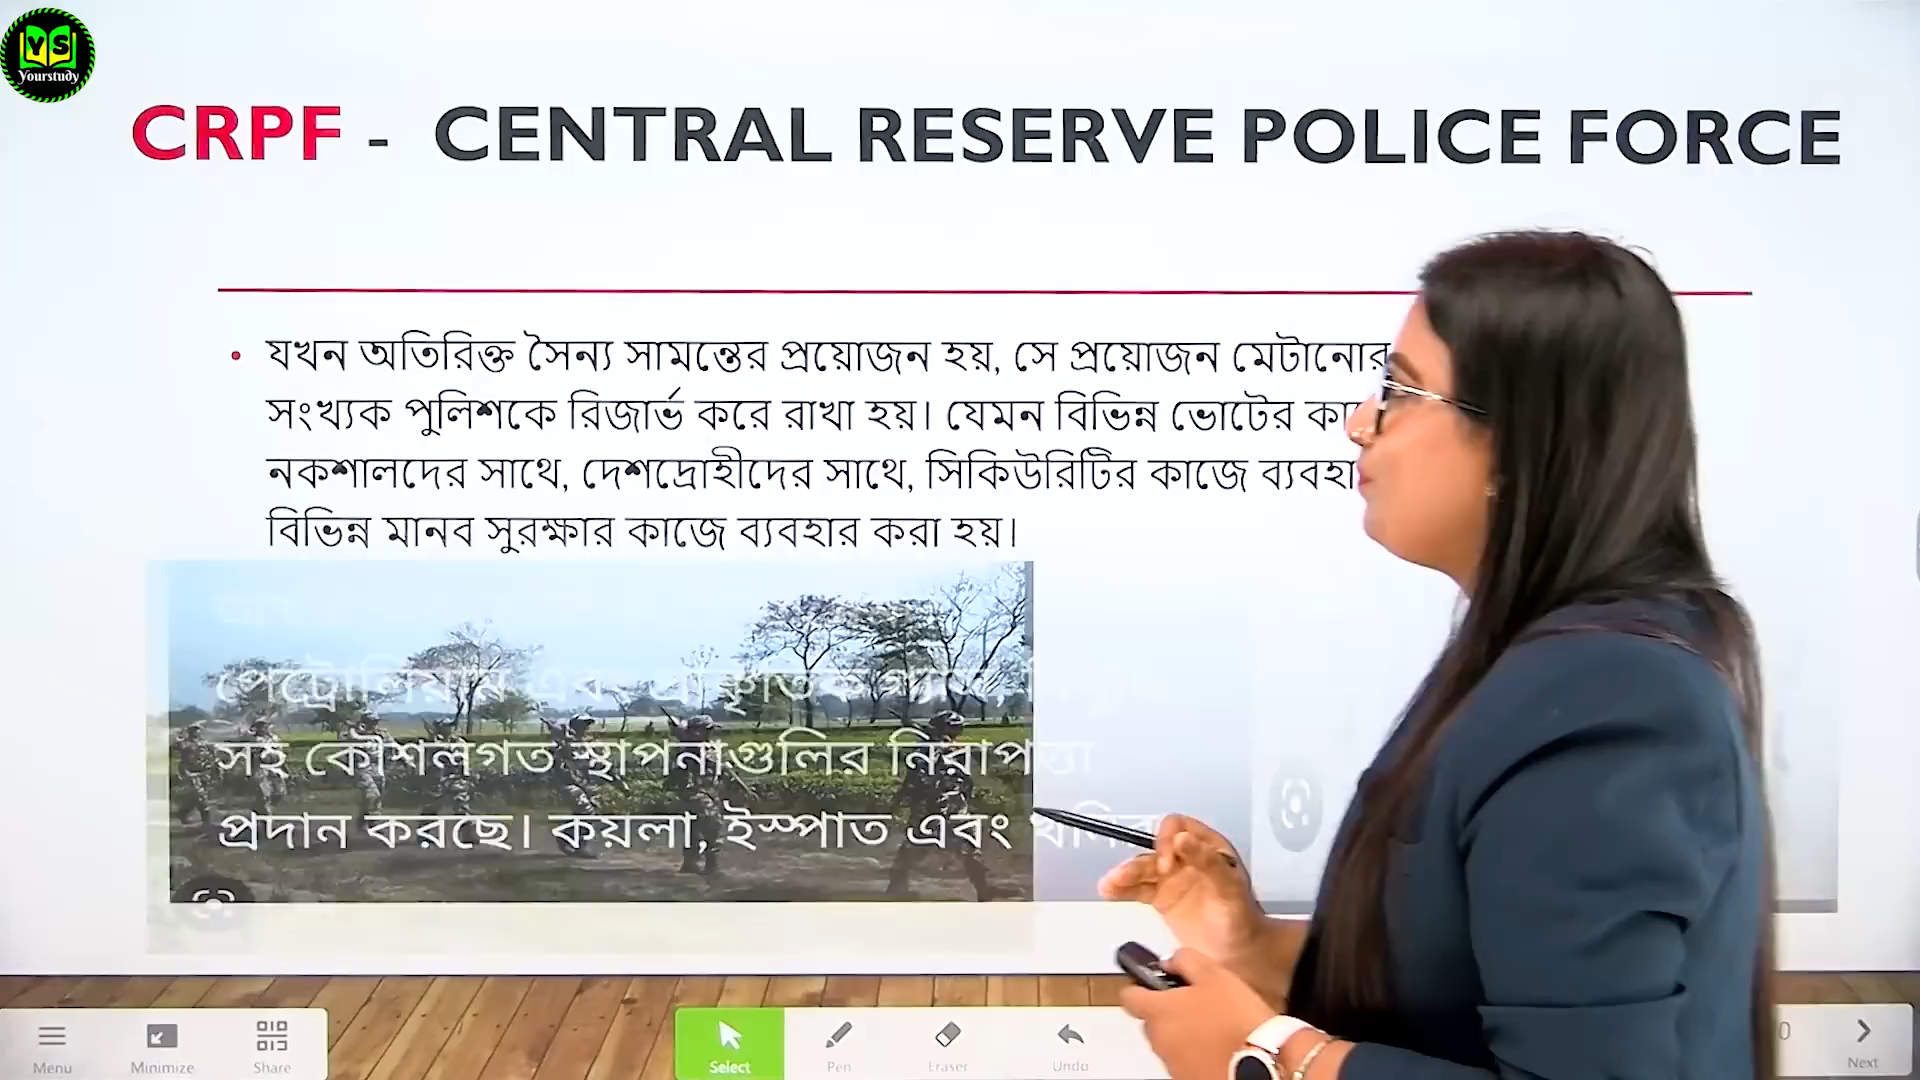 YS
Yourstudy
CRPF - CENTRAL RESERVE POLICE FORCE
• যখন অতিরিক্ত সৈন্য সামন্তের প্রয়োজন হয়, সে প্রয়োজন মেটানোর
সংখ্যক পুলিশকে রিজার্ভ করে রাখা হয়। যেমন বিভিন্ন ভোটের
নকশালদের সাথে, দেশদ্রোহীদের সাথে, সিকিউরিটির কাজে
বিভিন্ন মানব সুরক্ষার কাজে ব্যবহার করা হয়।
পেট্রোলিয়াম এবং প্রাকৃতিক
সহ কৌশলগত স্থাপনাগুলির নিরাপত্তা
প্রদান করছে। কয়লা, ইস্পাত এবং
Menu Minimize Share Select Pen Eraser Undo Next